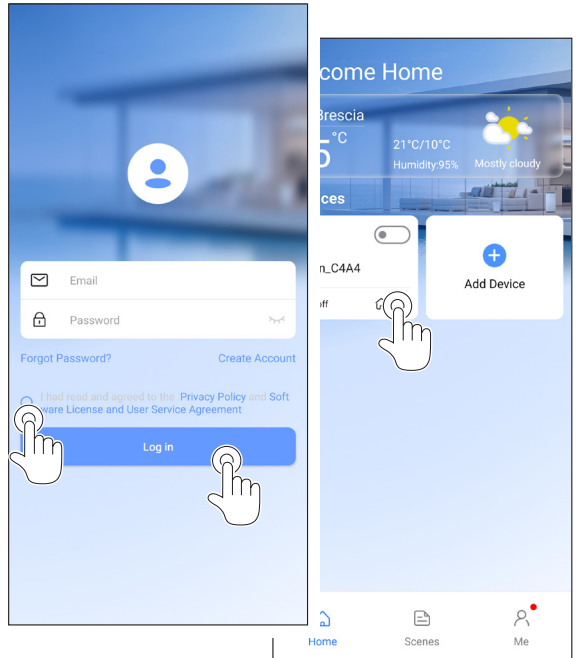 Email
Password
Forgot Password?
Create Account
I had read and agreed to the Privacy Policy and Soft
ware License and User Service Agreement
Log in
come Home
Brescia
5°C
21°C/10°C
Humidity:95%
Mostly cloudy
ces
n_C4A4
off
Add Device
Home
Scenes
Me